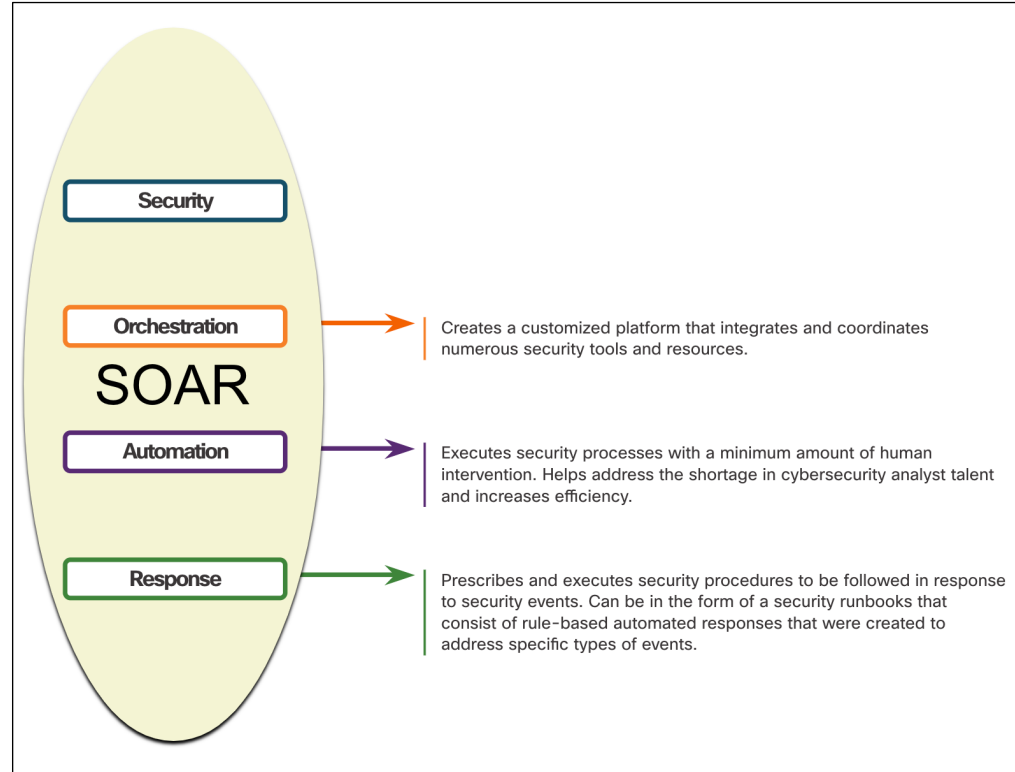 Security
Orchestration
Creates a customized platform that integrates and coordinates
numerous security tools and resources.
SOAR
Automation
Executes security processes with a minimum amount of human
intervention. Helps address the shortage in cybersecurity analyst talent
and increases efficiency.
Response
Prescribes and executes security procedures to be followed in response
to security events. Can be in the form of a security runbooks that
consist of rule-based automated responses that were created to
address specific types of events.